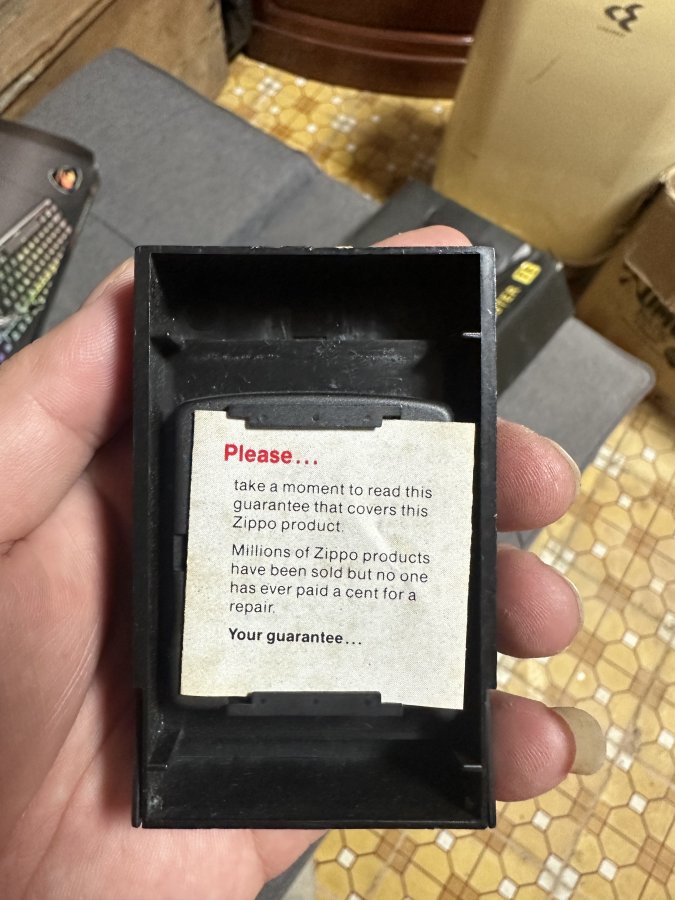 Please...
take a moment to read this
guarantee that covers this
Zippo product.
Millions of Zippo products
have been sold but no one
has ever paid a cent for a
repair.
Your guarantee...